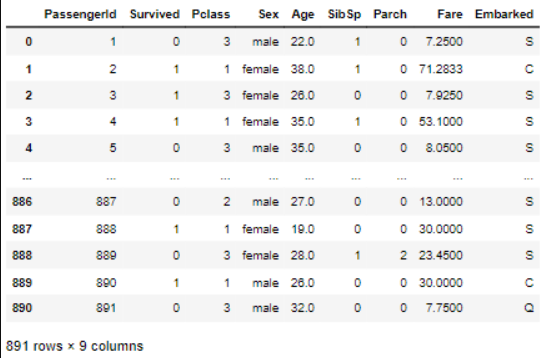 PassengerId Survived Pclass Sex Age SibSp Parch Fare Embarked
0 1 0 3 male 22.0 1 0 7.2500 S
1 2 1 1 female 38.0 1 0 71.2833 C
2 3 1 3 female 26.0 0 0 7.9250 S
3 4 1 1 female 35.0 1 0 53.1000 S
4 5 0 3 male 35.0 0 0 8.0500 S
... ... ... ... ... ... ... ... ... ...
886 887 0 2 male 27.0 0 0 13.0000 S
887 888 1 1 female 19.0 0 0 30.0000 S
888 889 0 3 female 28.0 1 2 23.4500 S
889 890 1 1 male 26.0 0 0 30.0000 C
890 891 0 3 male 32.0 0 0 7.7500 Q
891 rows × 9 columns